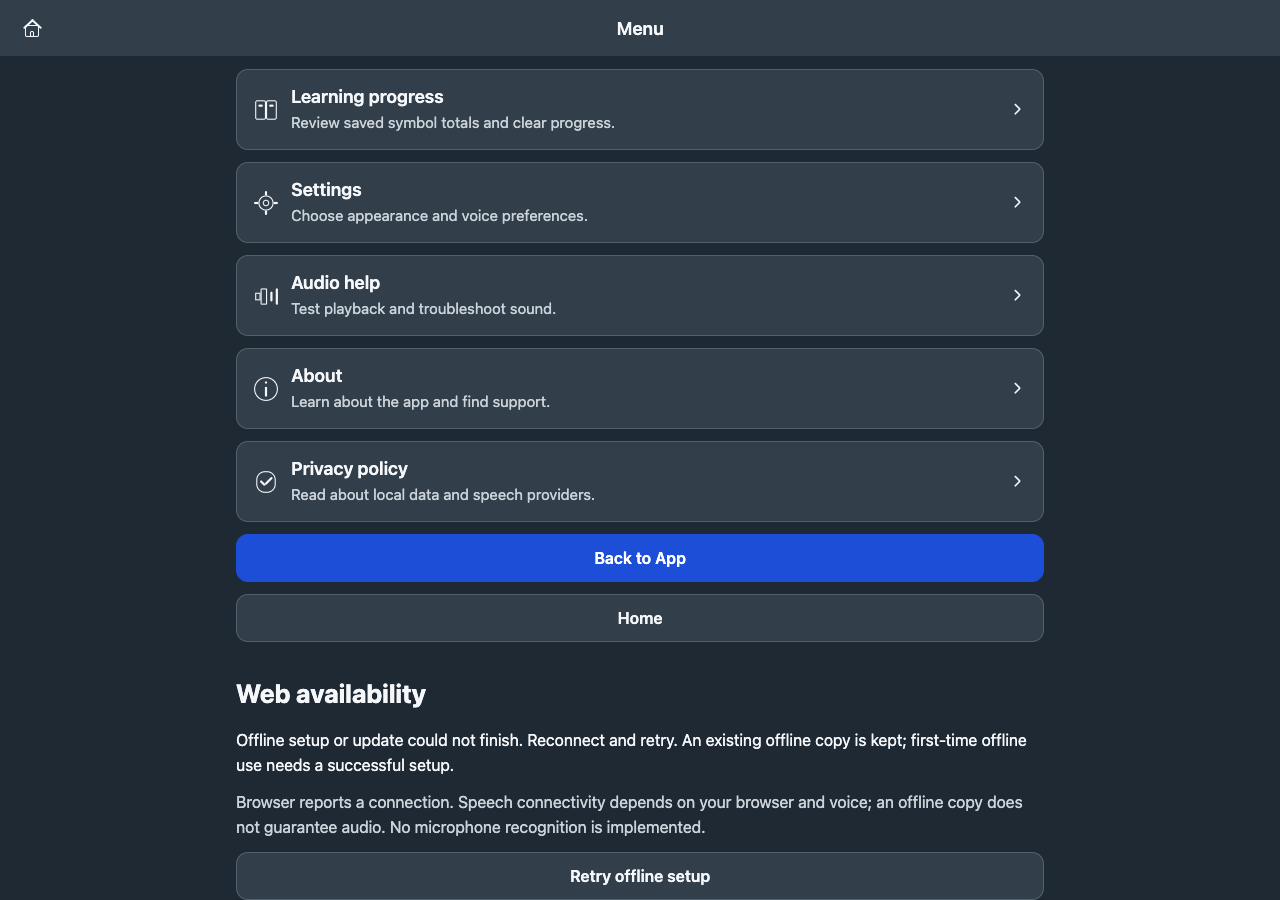 Menu
Learning progress
Review saved symbol totals and clear progress.
Settings
Choose appearance and voice preferences.
Audio help
Test playback and troubleshoot sound.
About
Learn about the app and find support.
Privacy policy
Read about local data and speech providers.
Back to App
Home
Web availability
Offline setup or update could not finish. Reconnect and retry. An existing offline copy is kept; first-time offline
use needs a successful setup.
Browser reports a connection. Speech connectivity depends on your browser and voice; an offline copy does
not guarantee audio. No microphone recognition is implemented.
Retry offline setup